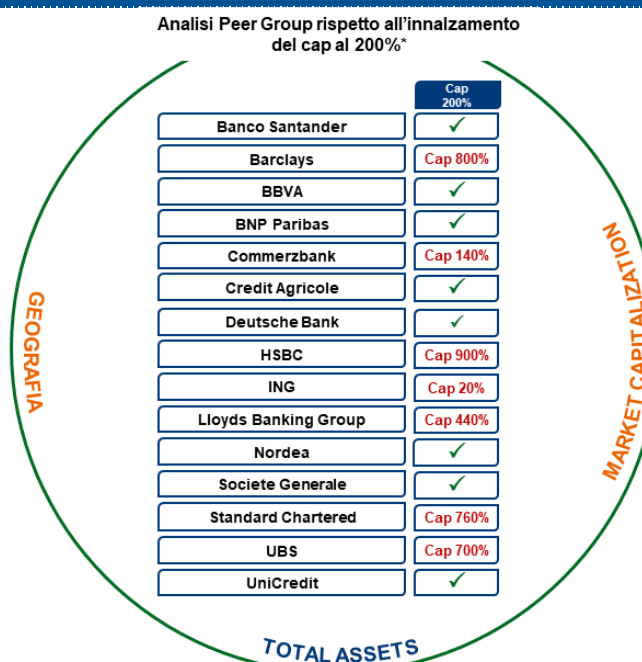 Analisi Peer Group rispetto all'innalzamento
del cap al 200%*
Cap
200%
Banco Santander ✓
Barclays Cap 800%
BBVA ✓
BNP Paribas ✓
Commerzbank Cap 140%
Credit Agricole ✓
Deutsche Bank ✓
HSBC Cap 900%
ING Cap 20%
Lloyds Banking Group Cap 440%
Nordea ✓
Societe Generale ✓
Standard Chartered Cap 760%
UBS Cap 700%
UniCredit ✓
GEOGRAFIA
MARKET CAPITALIZATION
TOTAL ASSETS